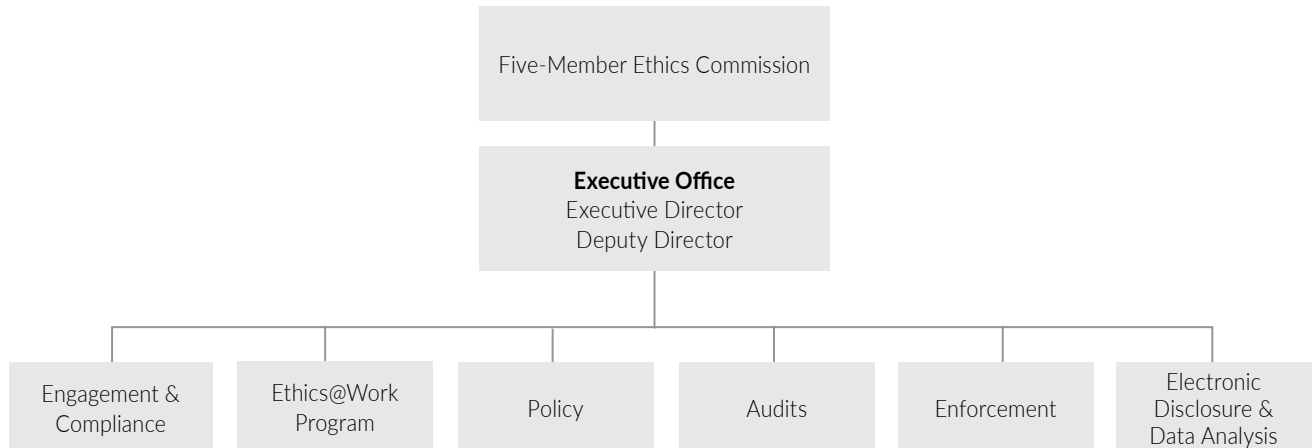 Five-Member Ethics Commission
Executive Office
Executive Director
Deputy Director
Engagement &
Compliance
Ethics@Work
Program
Policy
Audits
Enforcement
Electronic
Disclosure &
Data Analysis